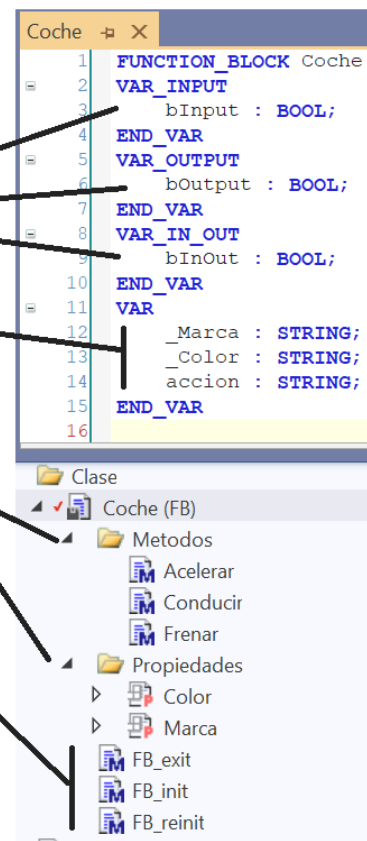 Coche
1 FUNCTION_BLOCK Coche
2 VAR_INPUT
3 bInput : BOOL;
4 END_VAR
5 VAR_OUTPUT
6 bOutput : BOOL;
7 END_VAR
8 VAR_IN_OUT
9 bInOut : BOOL;
10 END_VAR
11 VAR
12 _Marca : STRING;
13 _Color : STRING;
14 accion : STRING;
15 END_VAR
16
Clase
Coche (FB)
Metodos
M Acelerar
M Conducir
M Frenar
Propiedades
P Color
P Marca
M FB_exit
M FB_init
M FB_reinit